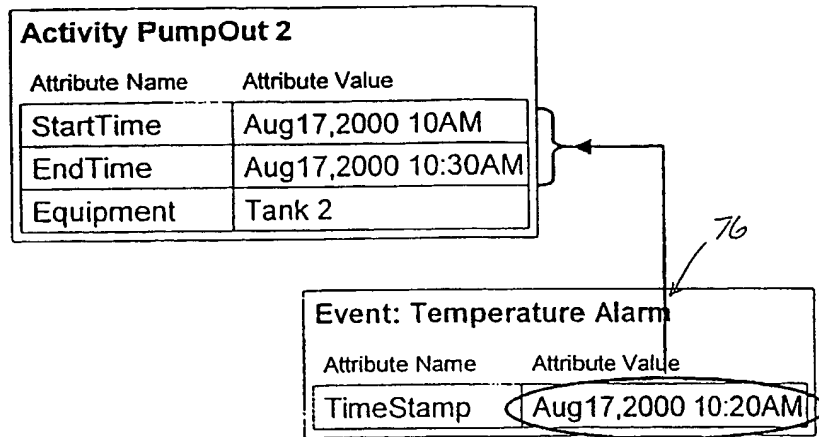 Activity PumpOut 2
Attribute Name Attribute Value
StartTime Aug17,2000 10AM
EndTime Aug17,2000 10:30AM
Equipment Tank 2
76
Event: Temperature Alarm
Attribute Name Attribute Value
TimeStamp Aug17,2000 10:20AM